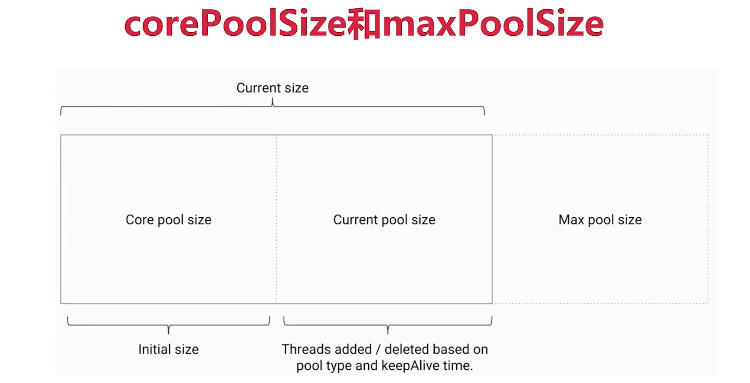 corePoolSize和maxPoolSize
Current size
Core pool size
Current pool size
Max pool size
Initial size
Threads added / deleted based on
pool type and keepAlive time.